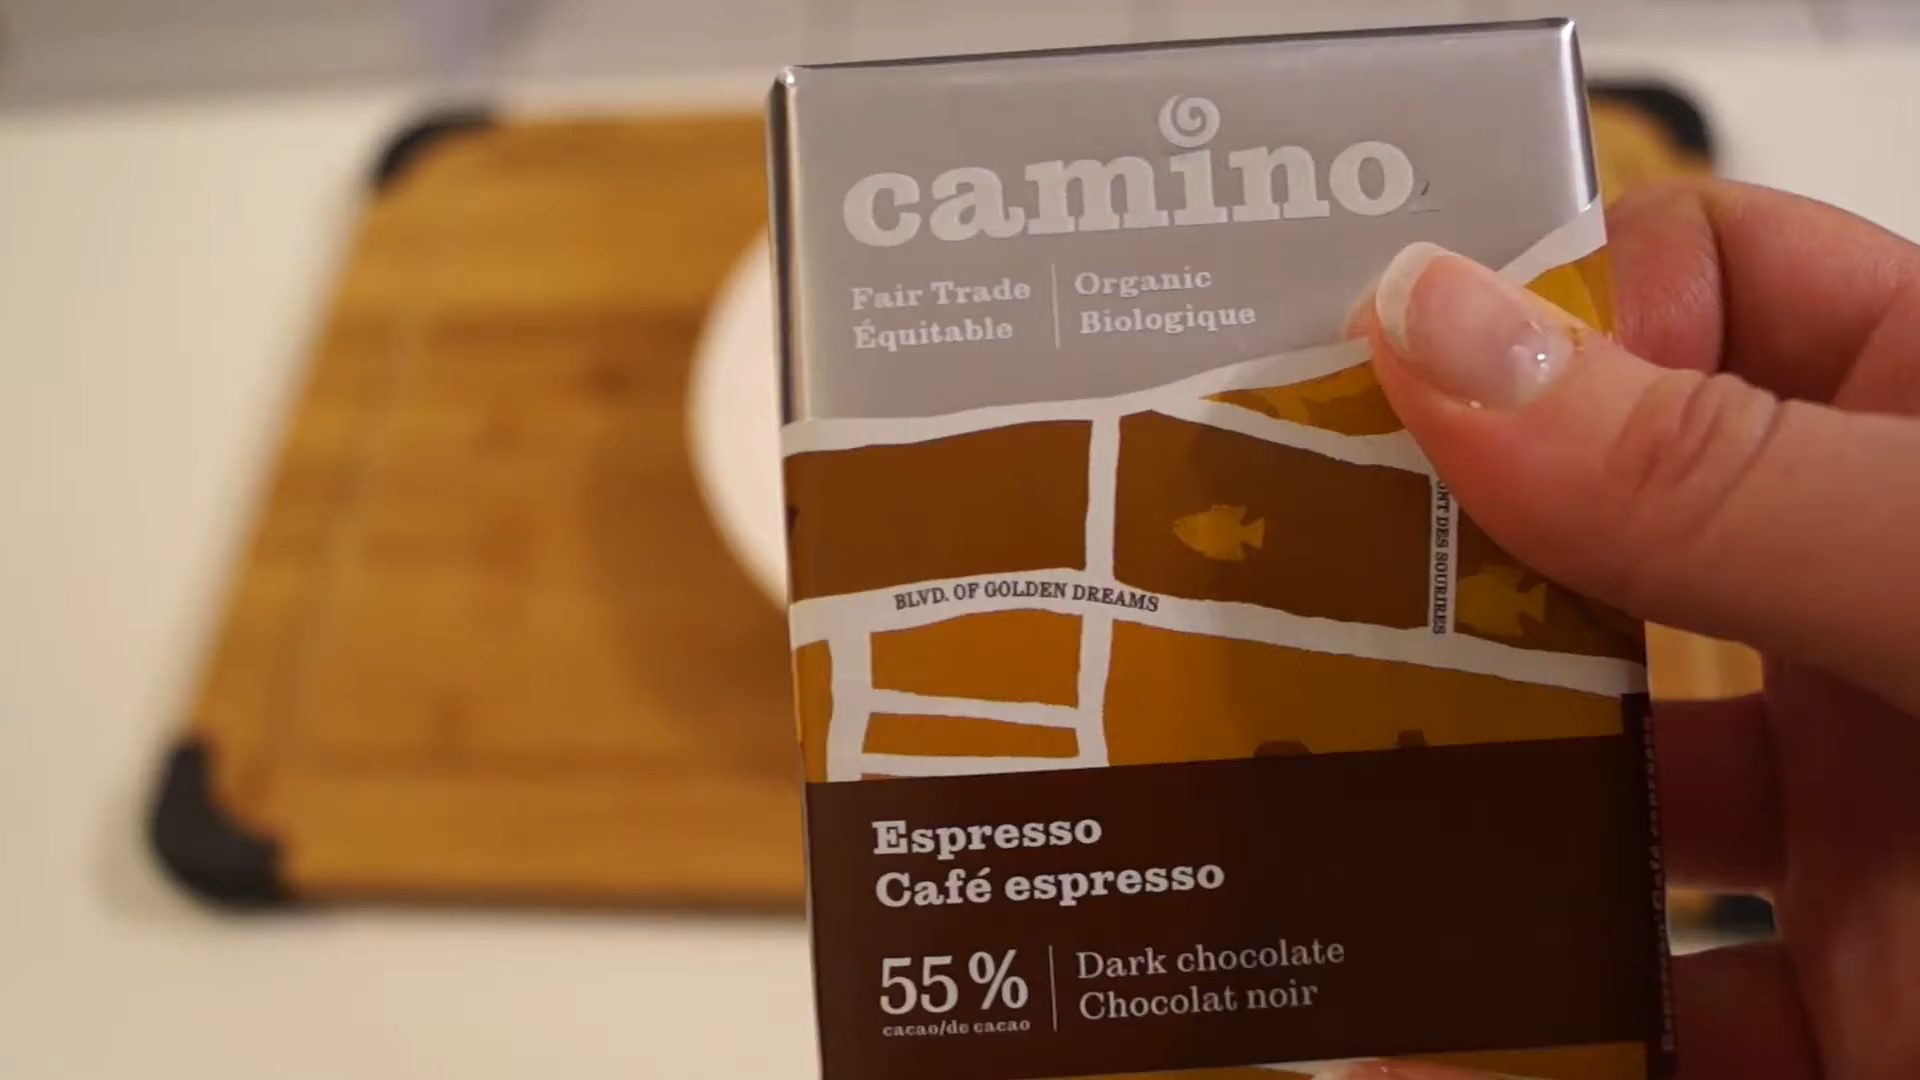 camino
Fair Trade
Équitable
Organic
Biologique
BLVD. OF GOLDEN DREAMS
DES SOURIRES
Espresso
Café espresso
55%
cacao/de cacao
Dark chocolate
Chocolat noir